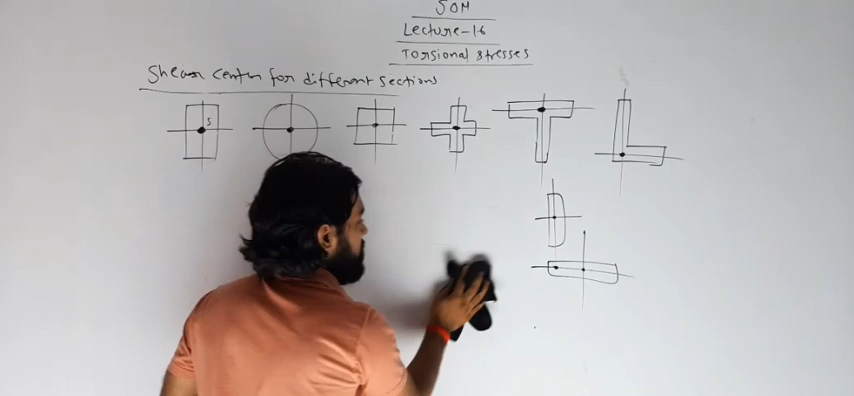 SOM
Lecture-16
Torsional stresses
Shear center for different sections
S